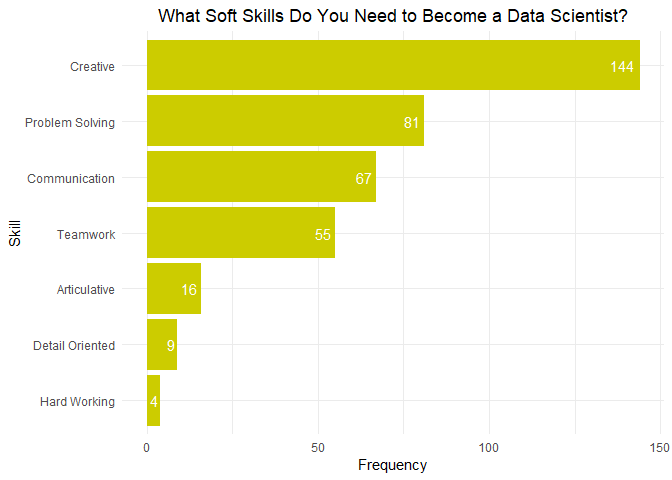 What Soft Skills Do You Need to Become a Data Scientist?
Creative
144
Problem Solving
81
Communication
67
Teamwork
55
Articulative
16
Detail Oriented
9
Hard Working
4
Skill
0
50
100
150
Frequency